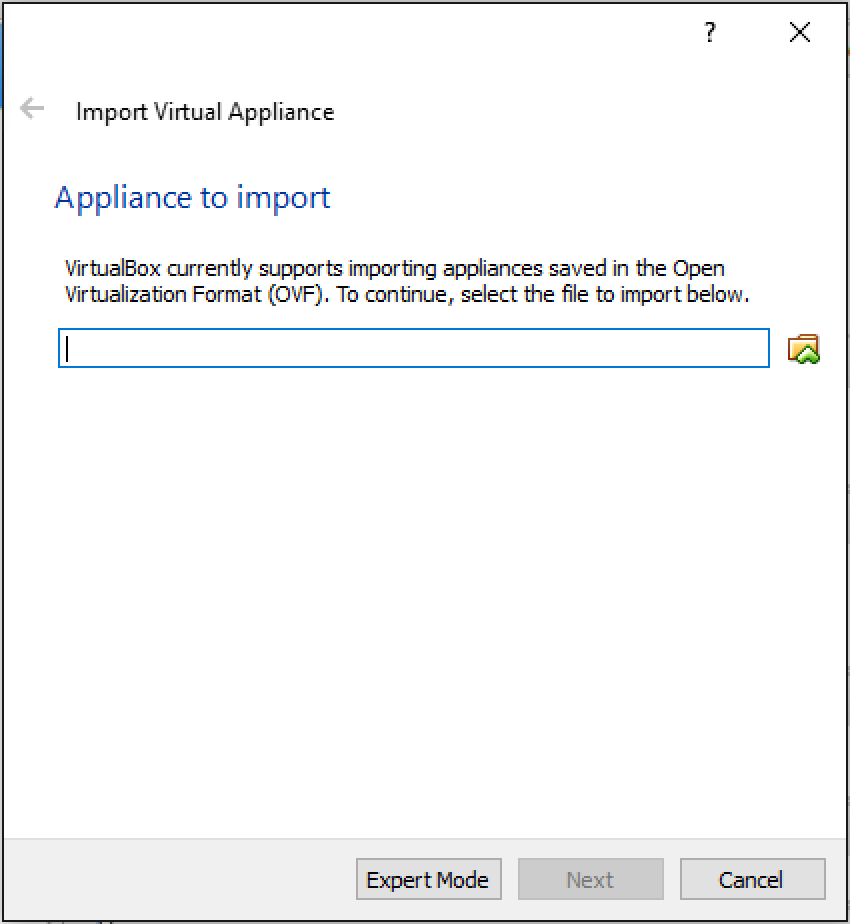 ?
Import Virtual Appliance
Appliance to import
VirtualBox currently supports importing appliances saved in the Open
Virtualization Format (OVF). To continue, select the file to import below.
Expert Mode
Next
Cancel